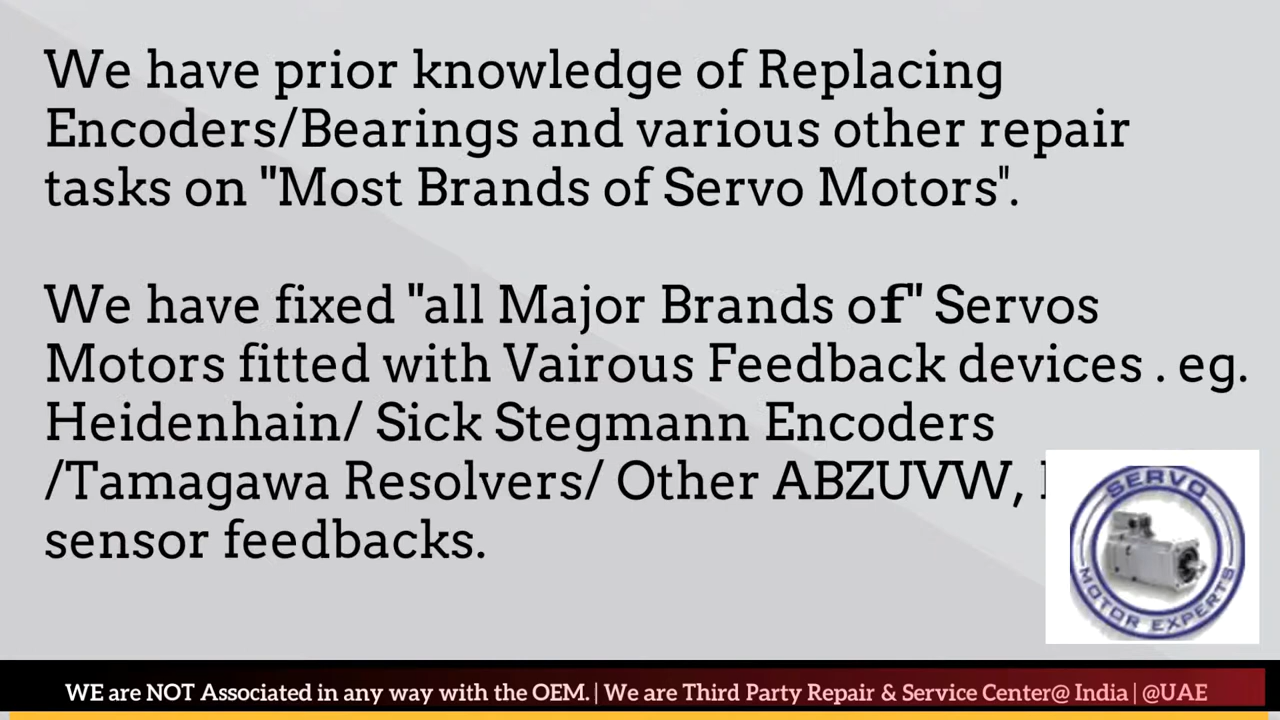 We have prior knowledge of Replacing
Encoders/Bearings and various other repair
tasks on "Most Brands of Servo Motors".
We have fixed "all Major Brands of" Servos
Motors fitted with Vairous Feedback devices . eg.
Heidenhain/ Sick Stegmann Encoders
/Tamagawa Resolvers/ Other ABZUVW,
sensor feedbacks.
SERVO
MOTOR EXPERTS
WE are NOT Associated in any way with the OEM. | We are Third Party Repair & Service Center@ India | @UAE